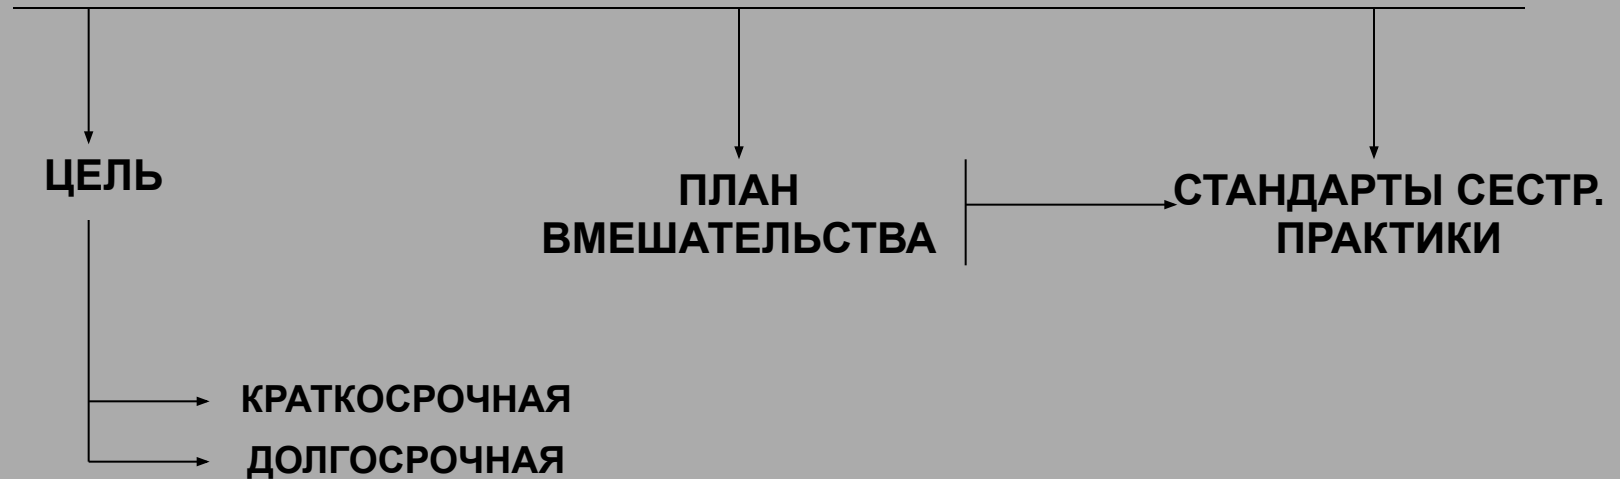 ЦЕЛЬ
ПЛАН
ВМЕШАТЕЛЬСТВА
СТАНДАРТЫ СЕСТР.
ПРАКТИКИ
КРАТКОСРОЧНАЯ
ДОЛГОСРОЧНАЯ